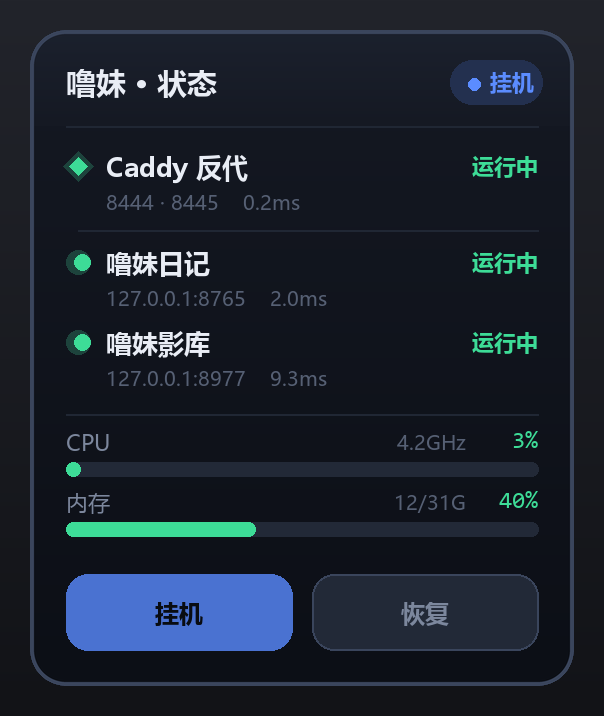 噜妹 • 状态 挂机
Caddy 反代 运行中
8444 · 8445 0.2ms
噜妹日记 运行中
127.0.0.1:8765 2.0ms
噜妹影库 运行中
127.0.0.1:8977 9.3ms
CPU 4.2GHz 3%
内存 12/31G 40%
挂机 恢复